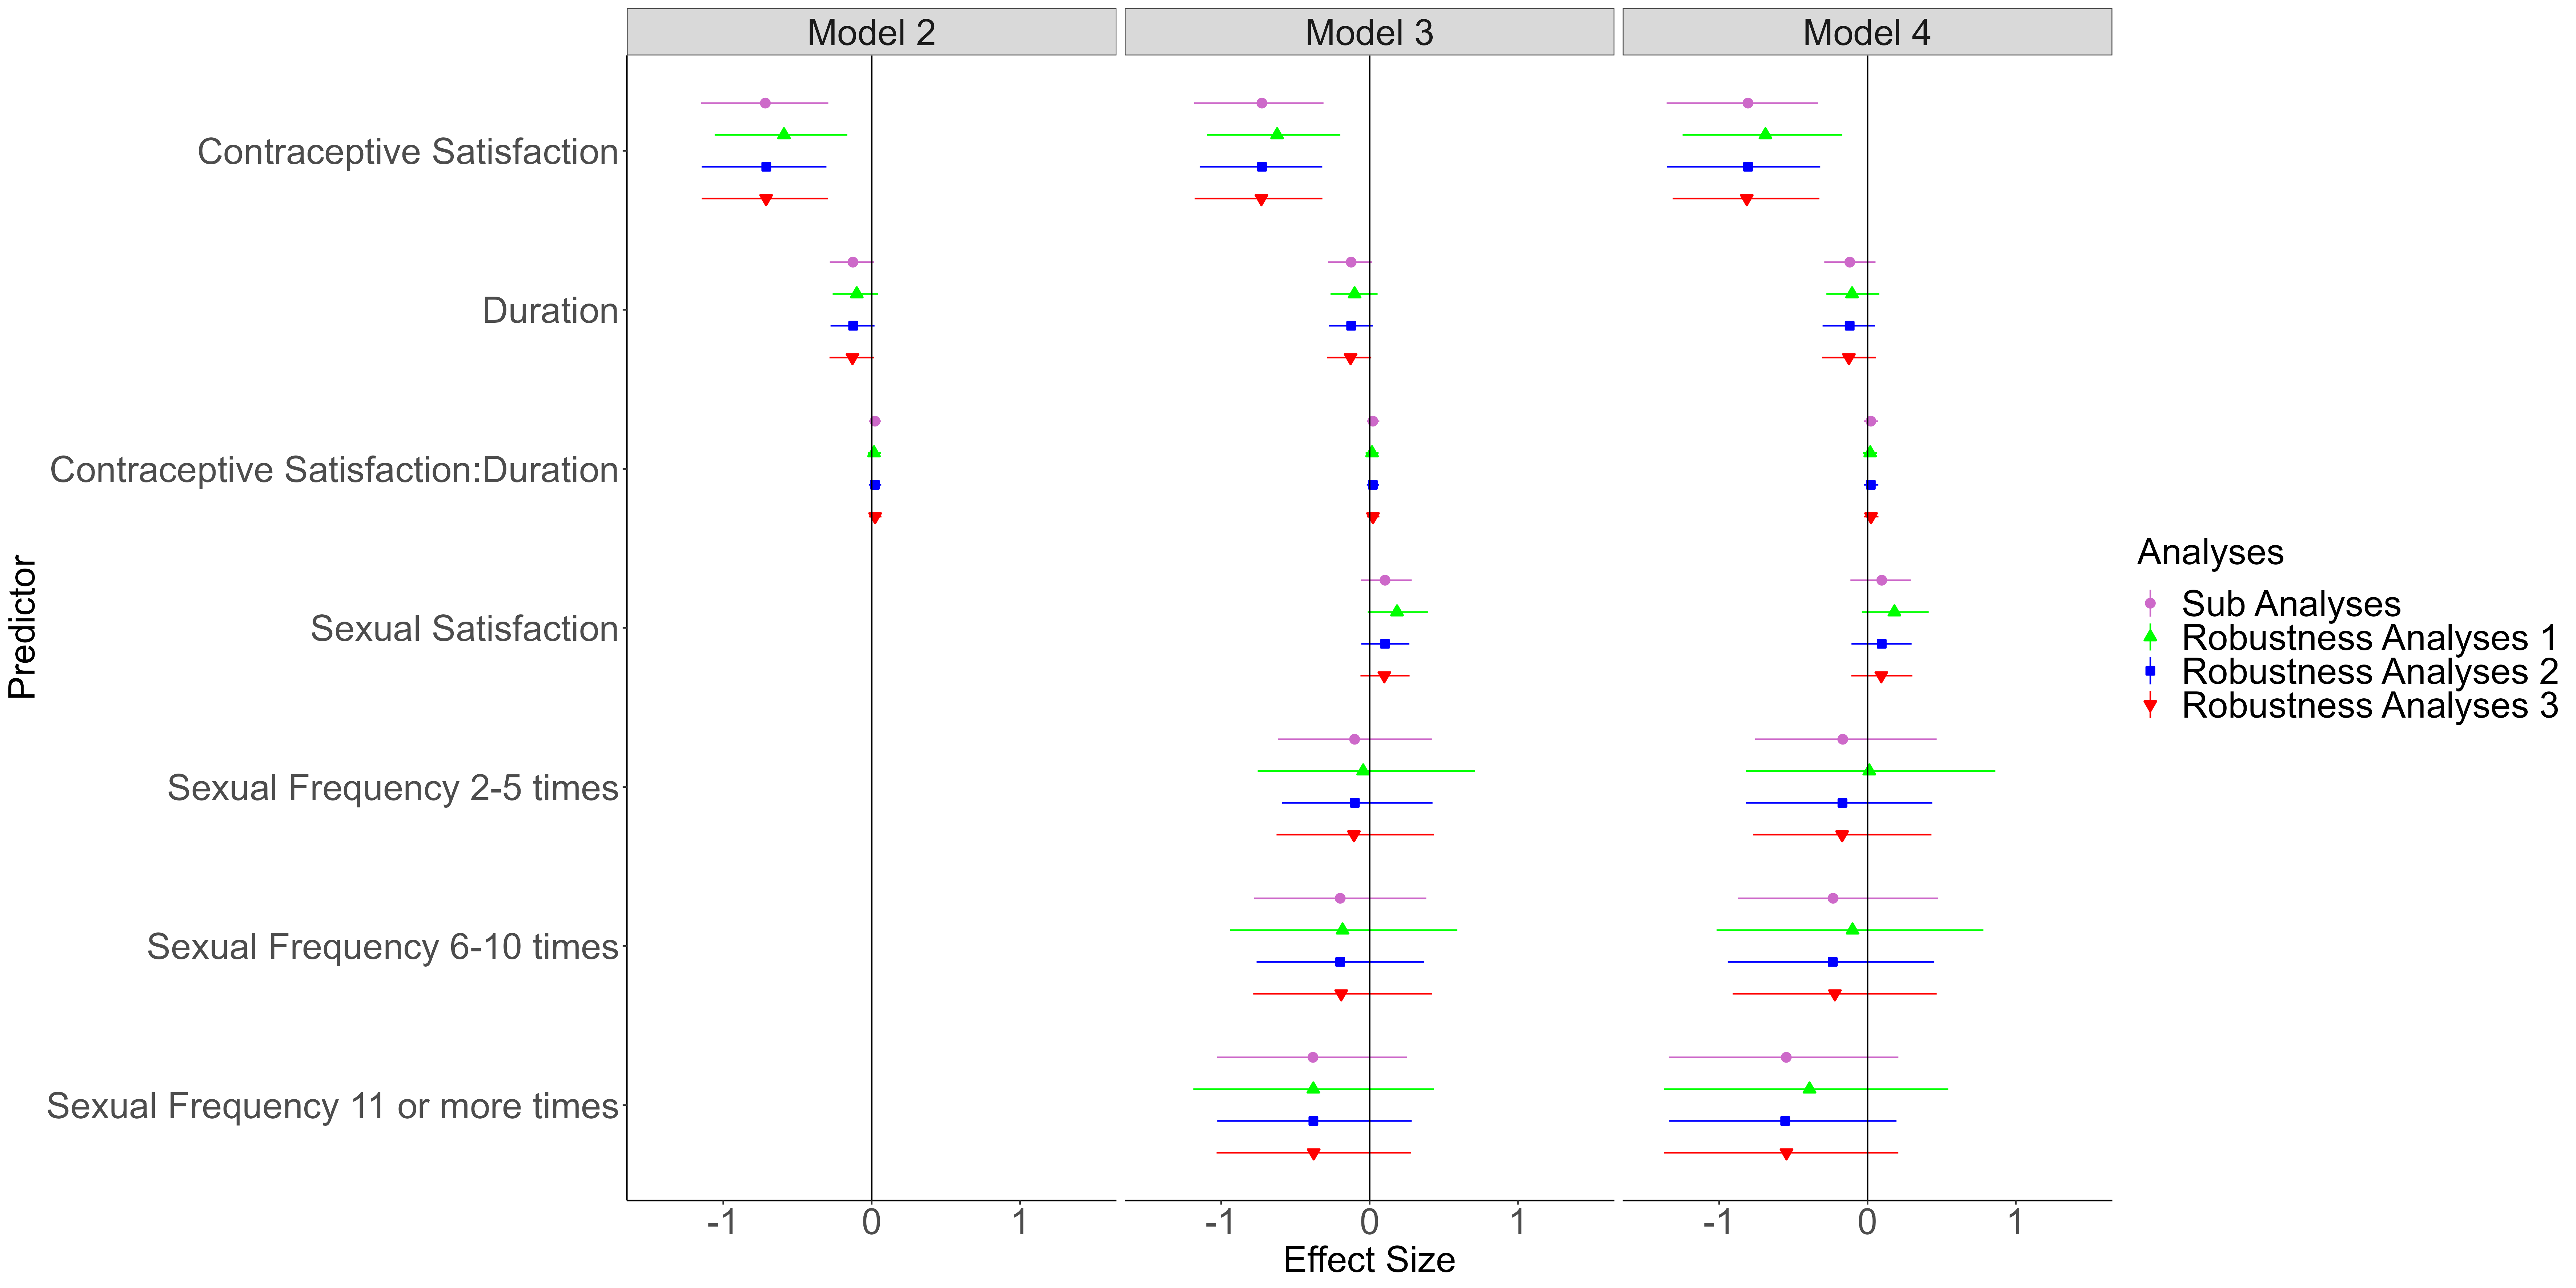 Model 2
Model 3
Model 4
Predictor
Contraceptive Satisfaction
Duration
Contraceptive Satisfaction:Duration
Sexual Satisfaction
Sexual Frequency 2-5 times
Sexual Frequency 6-10 times
Sexual Frequency 11 or more times
-1 0 1
-1 0 1
-1 0 1
Effect Size
Analyses
Sub Analyses
Robustness Analyses 1
Robustness Analyses 2
Robustness Analyses 3